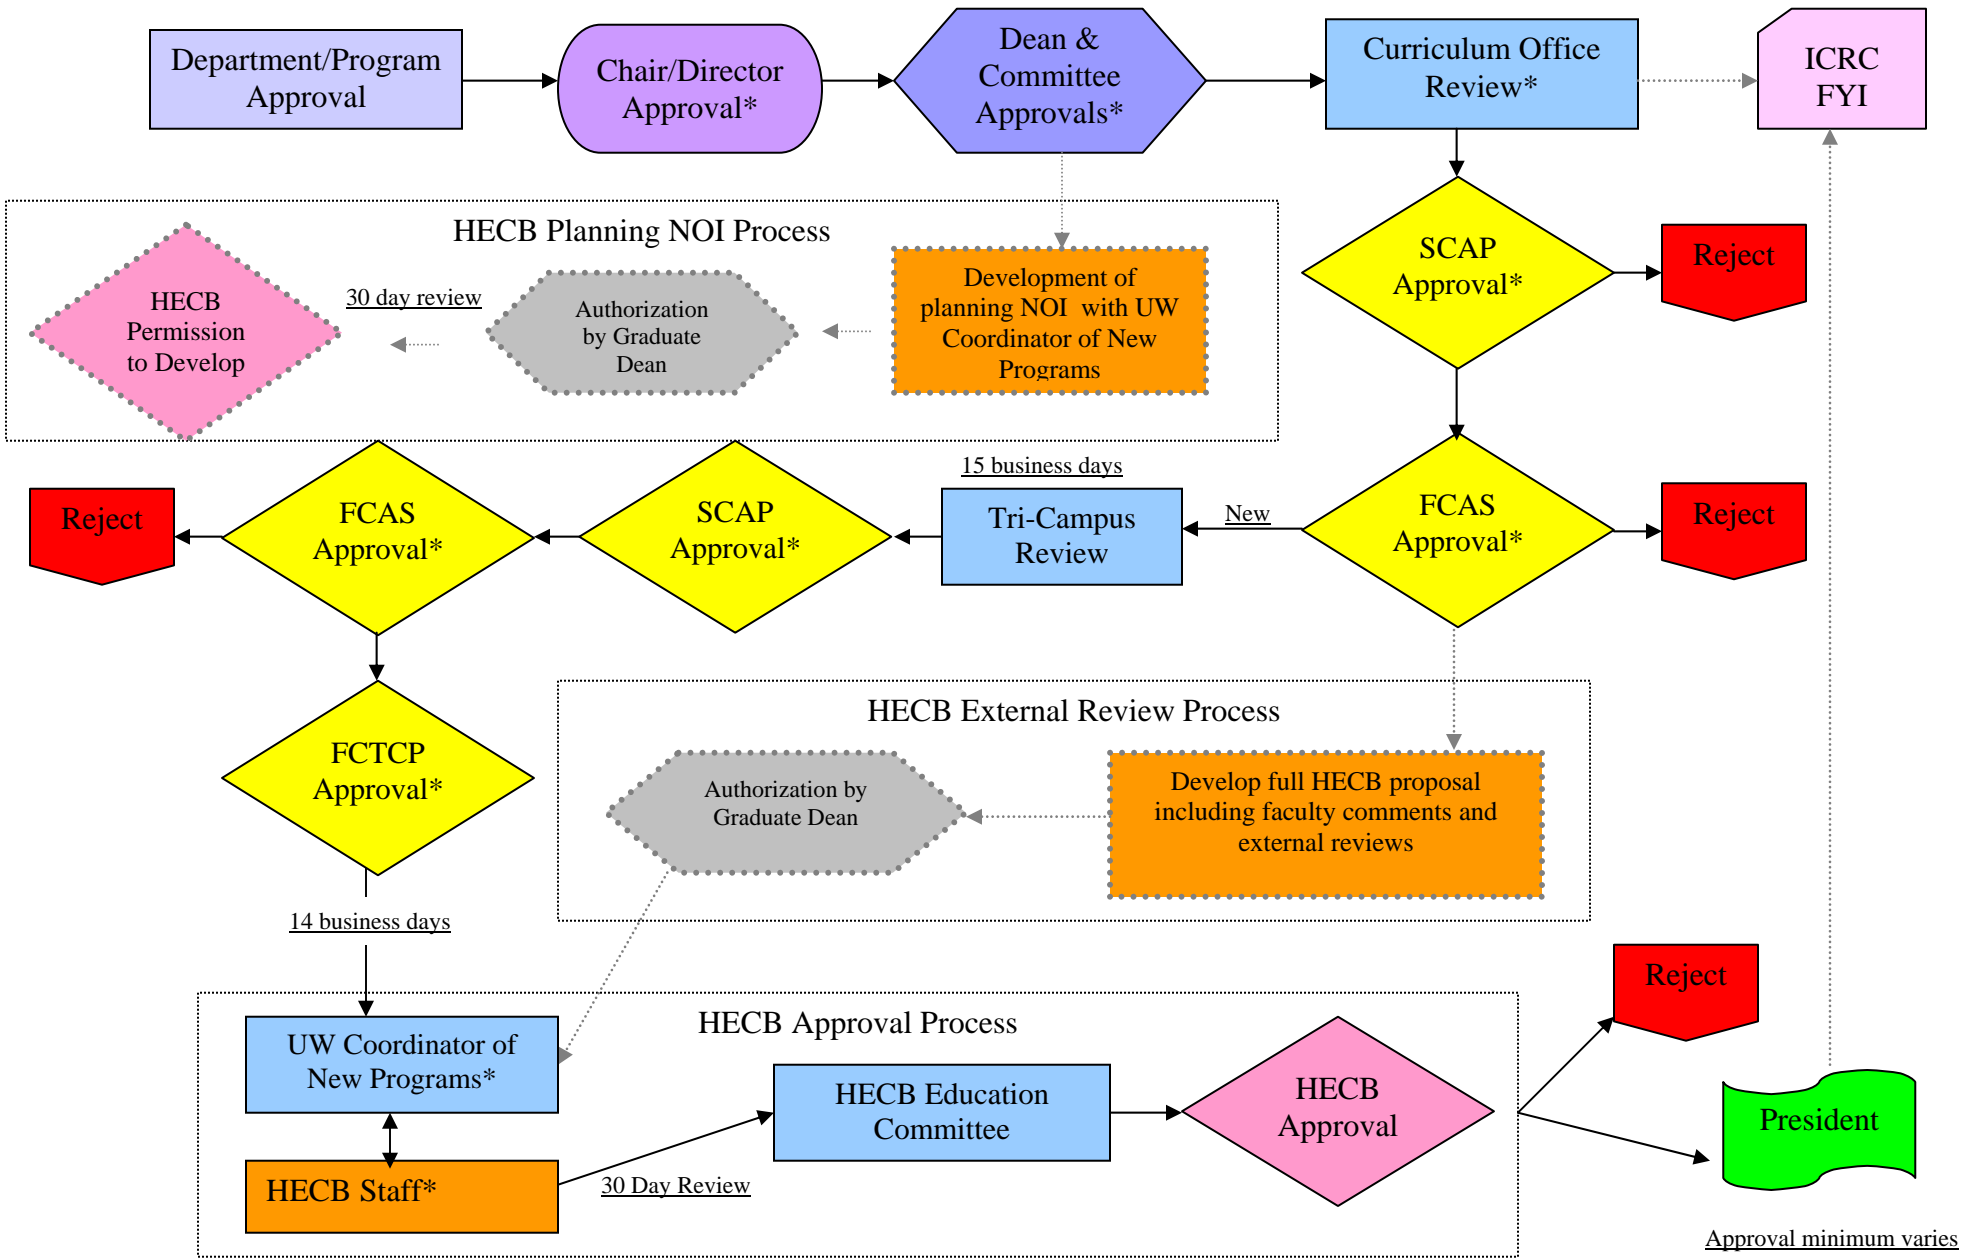 Department/Program
Approval
Chair/Director
Approval*
Dean &
Committee
Approvals*
Curriculum Office
Review*
ICRC
FYI
HECB Planning NOI Process
HECB
Permission
to Develop
30 day review
Authorization
by Graduate
Dean
Development of
planning NOI  with UW
Coordinator of New
Programs
SCAP
Approval*
Reject
Reject
FCAS
Approval*
SCAP
Approval*
15 business days
Tri-Campus
Review
New
FCAS
Approval*
Reject
FCTCP
Approval*
HECB External Review Process
Authorization by
Graduate Dean
Develop full HECB proposal
including faculty comments and
external reviews
14 business days
HECB Approval Process
UW Coordinator of
New Programs*
HECB Staff*
30 Day Review
HECB Education
Committee
HECB
Approval
Reject
President
Approval minimum varies